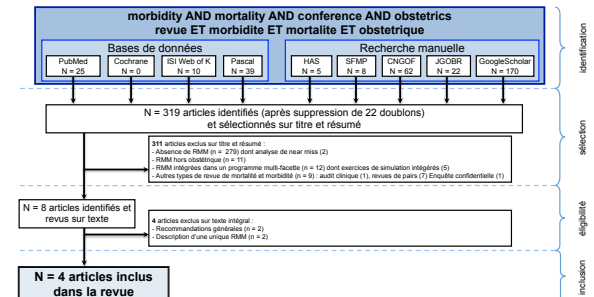 morbidity AND mortality AND conference AND obstetrics
revue ET morbidite ET mortalite ET obstetrique
Bases de données
Recherche manuelle
PubMed
N = 25
Cochrane
N = 0
ISI Web of K
N = 10
Pascal
N = 39
HAS
N = 5
SFMP
N = 8
CNGOF
N = 62
JGOBR
N = 22
GoogleScholar
N = 170
identification
N = 319 articles identifiés (après suppression de 22 doublons)
et sélectionnés sur titre et résumé
311 articles exclus sur titre et résumé :
- Absence de RMM (n = 279) dont analyse de near miss (2)
- RMM hors obstétrique (n = 11)
- RMM intégrées dans un programme multi-facette (n = 12) dont exercices de simulation intégrés (5)
- Autres types de revue de mortalité et morbidité (n = 9) : audit clinique (1), revues de pairs (7) Enquête confidentielle (1)
sélection
N = 8 articles identifiés et
revus sur texte
4 articles exclus sur texte intégral :
- Recommandations générales (n = 2)
- Description d'une unique RMM (n = 2)
éligibilité
N = 4 articles inclus
dans la revue
inclusion